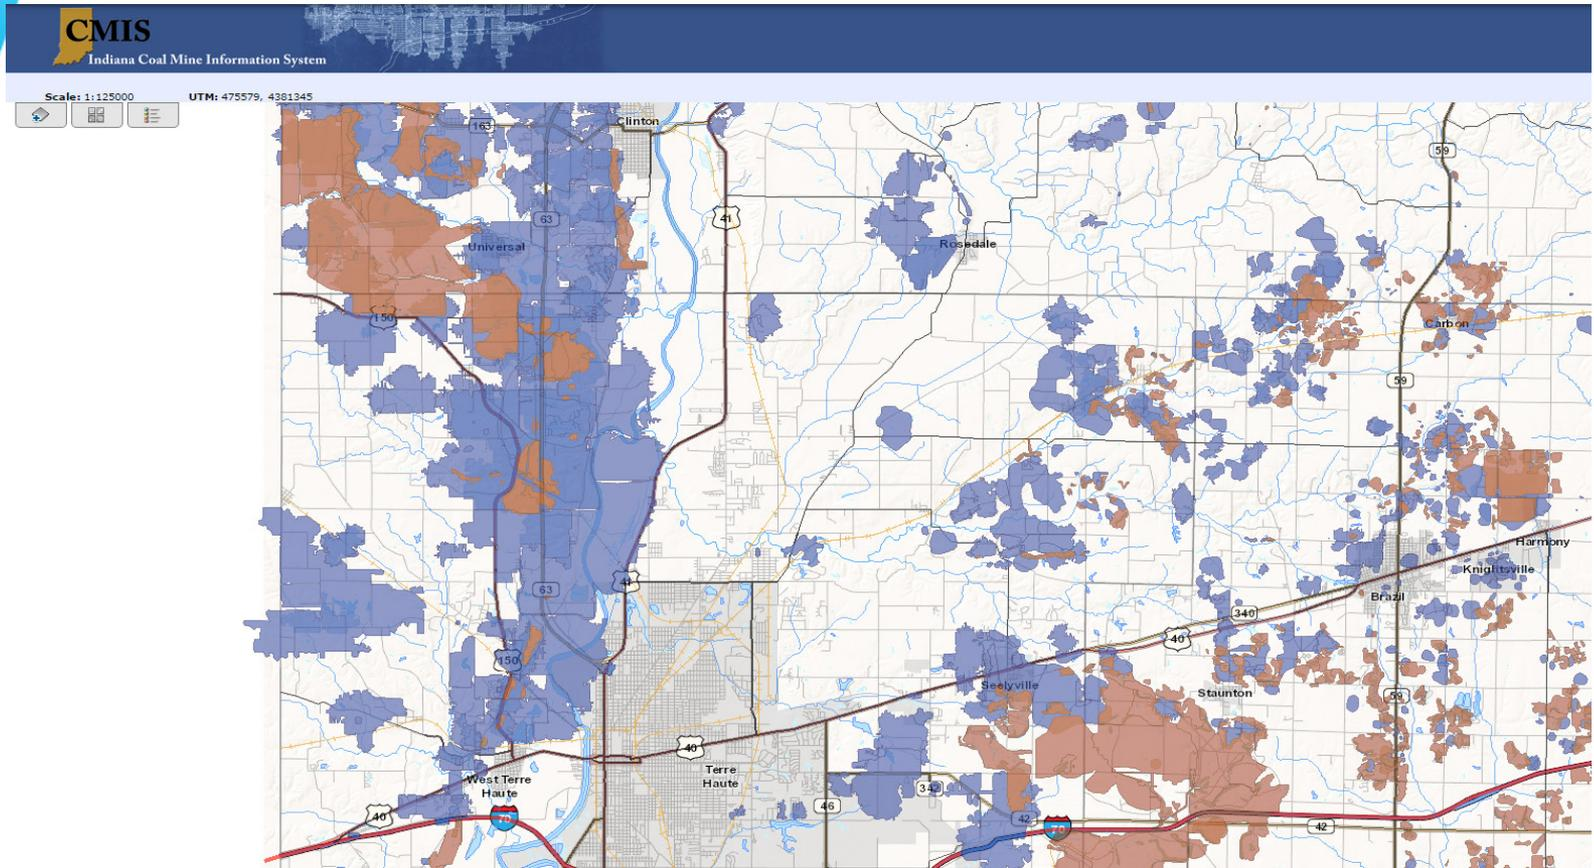 CMIS
Indiana Coal Mine Information System
Scale: 1:125000
UTM: 475579, 4381345
Clinton
163
59
63
41
Universal
Rosedale
150
Carbon
59
Harmony
Knightsville
41
63
Brazil
340
40
150
Seelyville
Staunton
59
40
Terre
Haute
West Terre
Haute
342
46
40
70
42
70
42